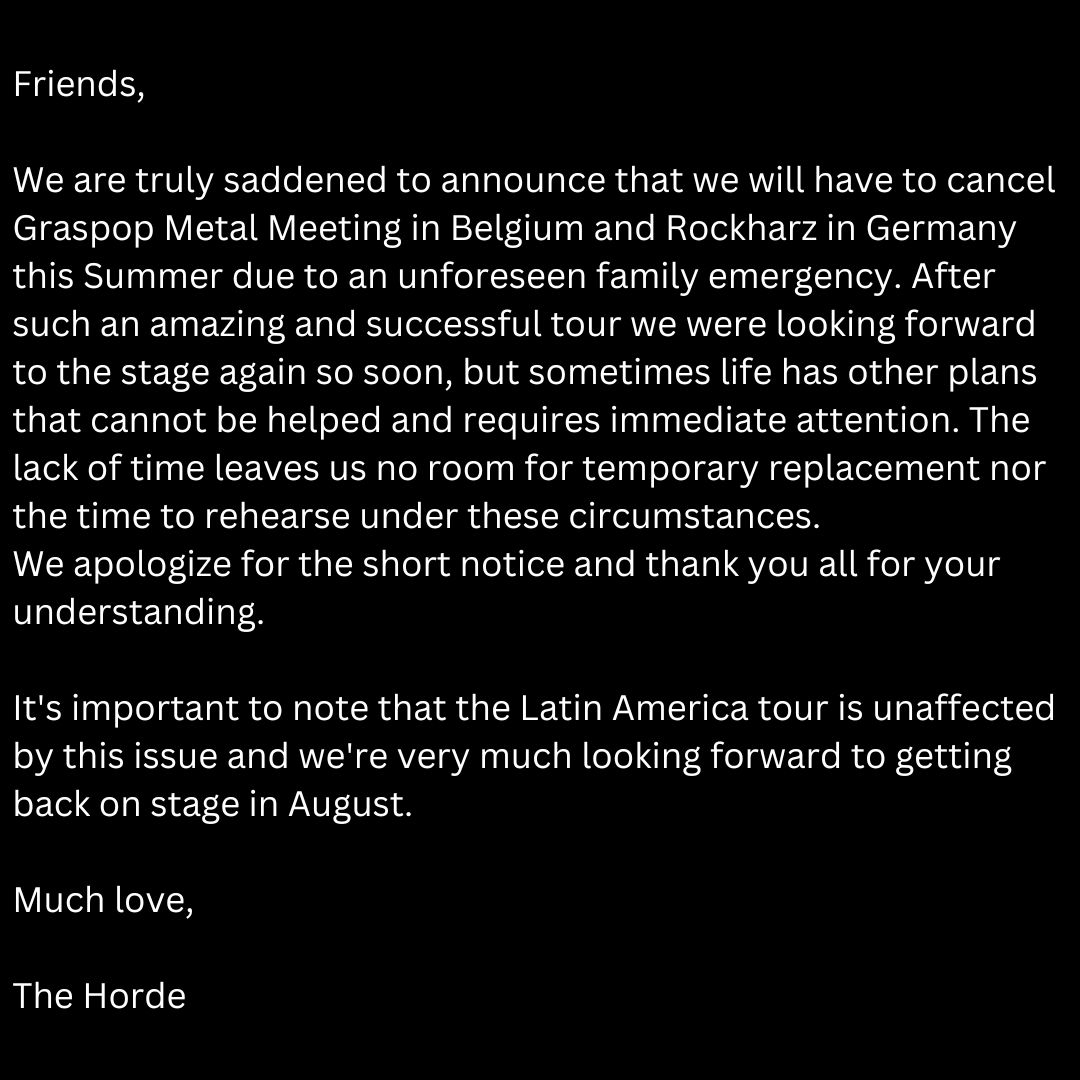 Friends,
We are truly saddened to announce that we will have to cancel
Graspop Metal Meeting in Belgium and Rockharz in Germany
this Summer due to an unforeseen family emergency. After
such an amazing and successful tour we were looking forward
to the stage again so soon, but sometimes life has other plans
that cannot be helped and requires immediate attention. The
lack of time leaves us no room for temporary replacement nor
the time to rehearse under these circumstances.
We apologize for the short notice and thank you all for your
understanding.
It's important to note that the Latin America tour is unaffected
by this issue and we're very much looking forward to getting
back on stage in August.
Much love,
The Horde